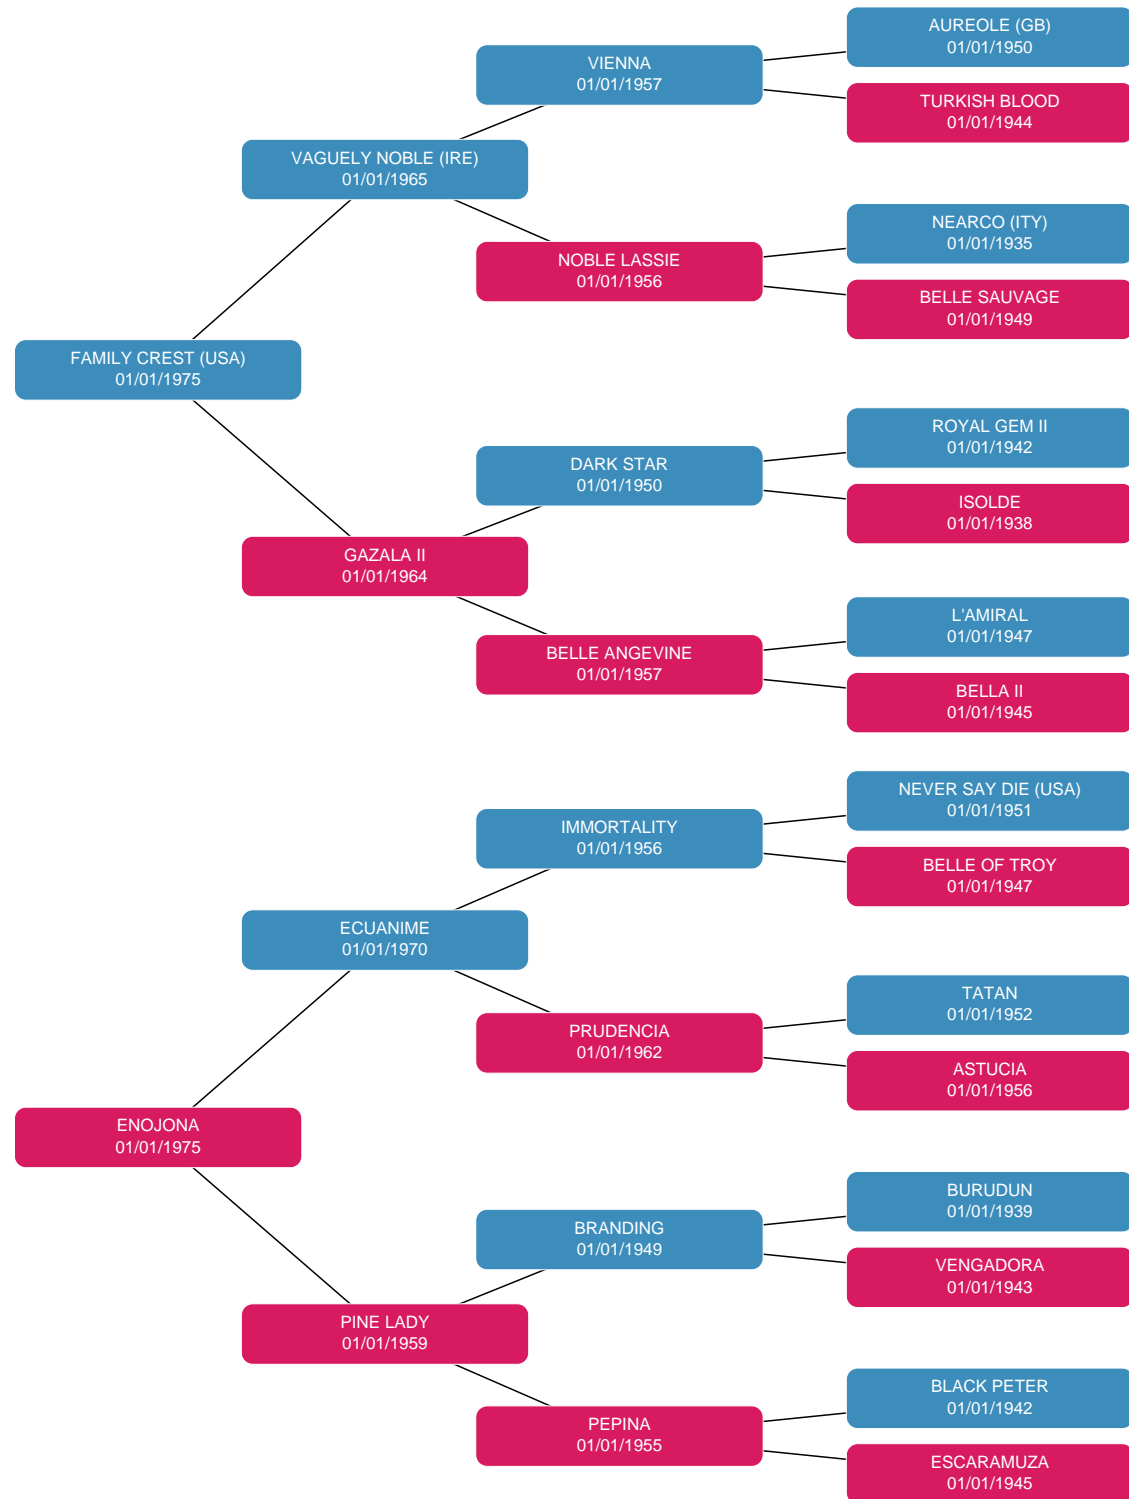 AUREOLE (GB)
01/01/1950
VIENNA
01/01/1957
TURKISH BLOOD
01/01/1944
VAGUELY NOBLE (IRE)
01/01/1965
NEARCO (ITY)
01/01/1935
NOBLE LASSIE
01/01/1956
BELLE SAUVAGE
01/01/1949
FAMILY CREST (USA)
01/01/1975
ROYAL GEM II
01/01/1942
DARK STAR
01/01/1950
ISOLDE
01/01/1938
GAZALA II
01/01/1964
L'AMIRAL
01/01/1947
BELLE ANGEVINE
01/01/1957
BELLA II
01/01/1945
NEVER SAY DIE (USA)
01/01/1951
IMMORTALITY
01/01/1956
BELLE OF TROY
01/01/1947
ECUANIME
01/01/1970
TATAN
01/01/1952
PRUDENCIA
01/01/1962
ASTUCIA
01/01/1956
ENOJONA
01/01/1975
BURUDUN
01/01/1939
BRANDING
01/01/1949
VENGADORA
01/01/1943
PINE LADY
01/01/1959
BLACK PETER
01/01/1942
PEPINA
01/01/1955
ESCARAMUZA
01/01/1945